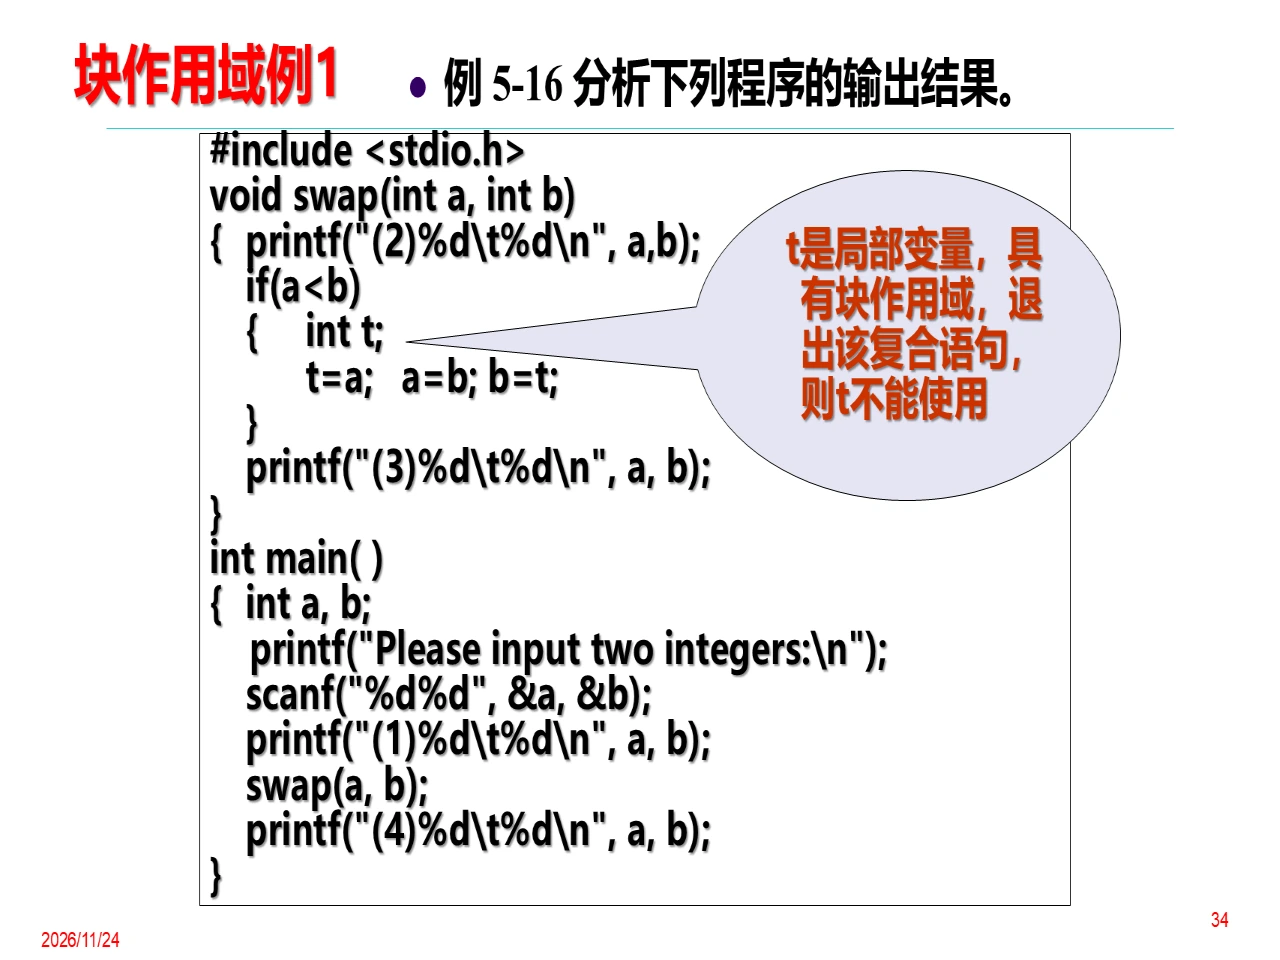 块作用域例1
• 例 5-16 分析下列程序的输出结果。
#include <stdio.h>
void swap(int a, int b)
{ printf("(2)%d\t%d\n", a,b);
if(a<b)
{ int t;
t=a; a=b; b=t;
}
printf("(3)%d\t%d\n", a, b);
}
int main( )
{ int a, b;
printf("Please input two integers:\n");
scanf("%d%d", &a, &b);
printf("(1)%d\t%d\n", a, b);
swap(a, b);
printf("(4)%d\t%d\n", a, b);
}
t是局部变量，具
有块作用域，退
出该复合语句，
则t不能使用
2026/11/24
34